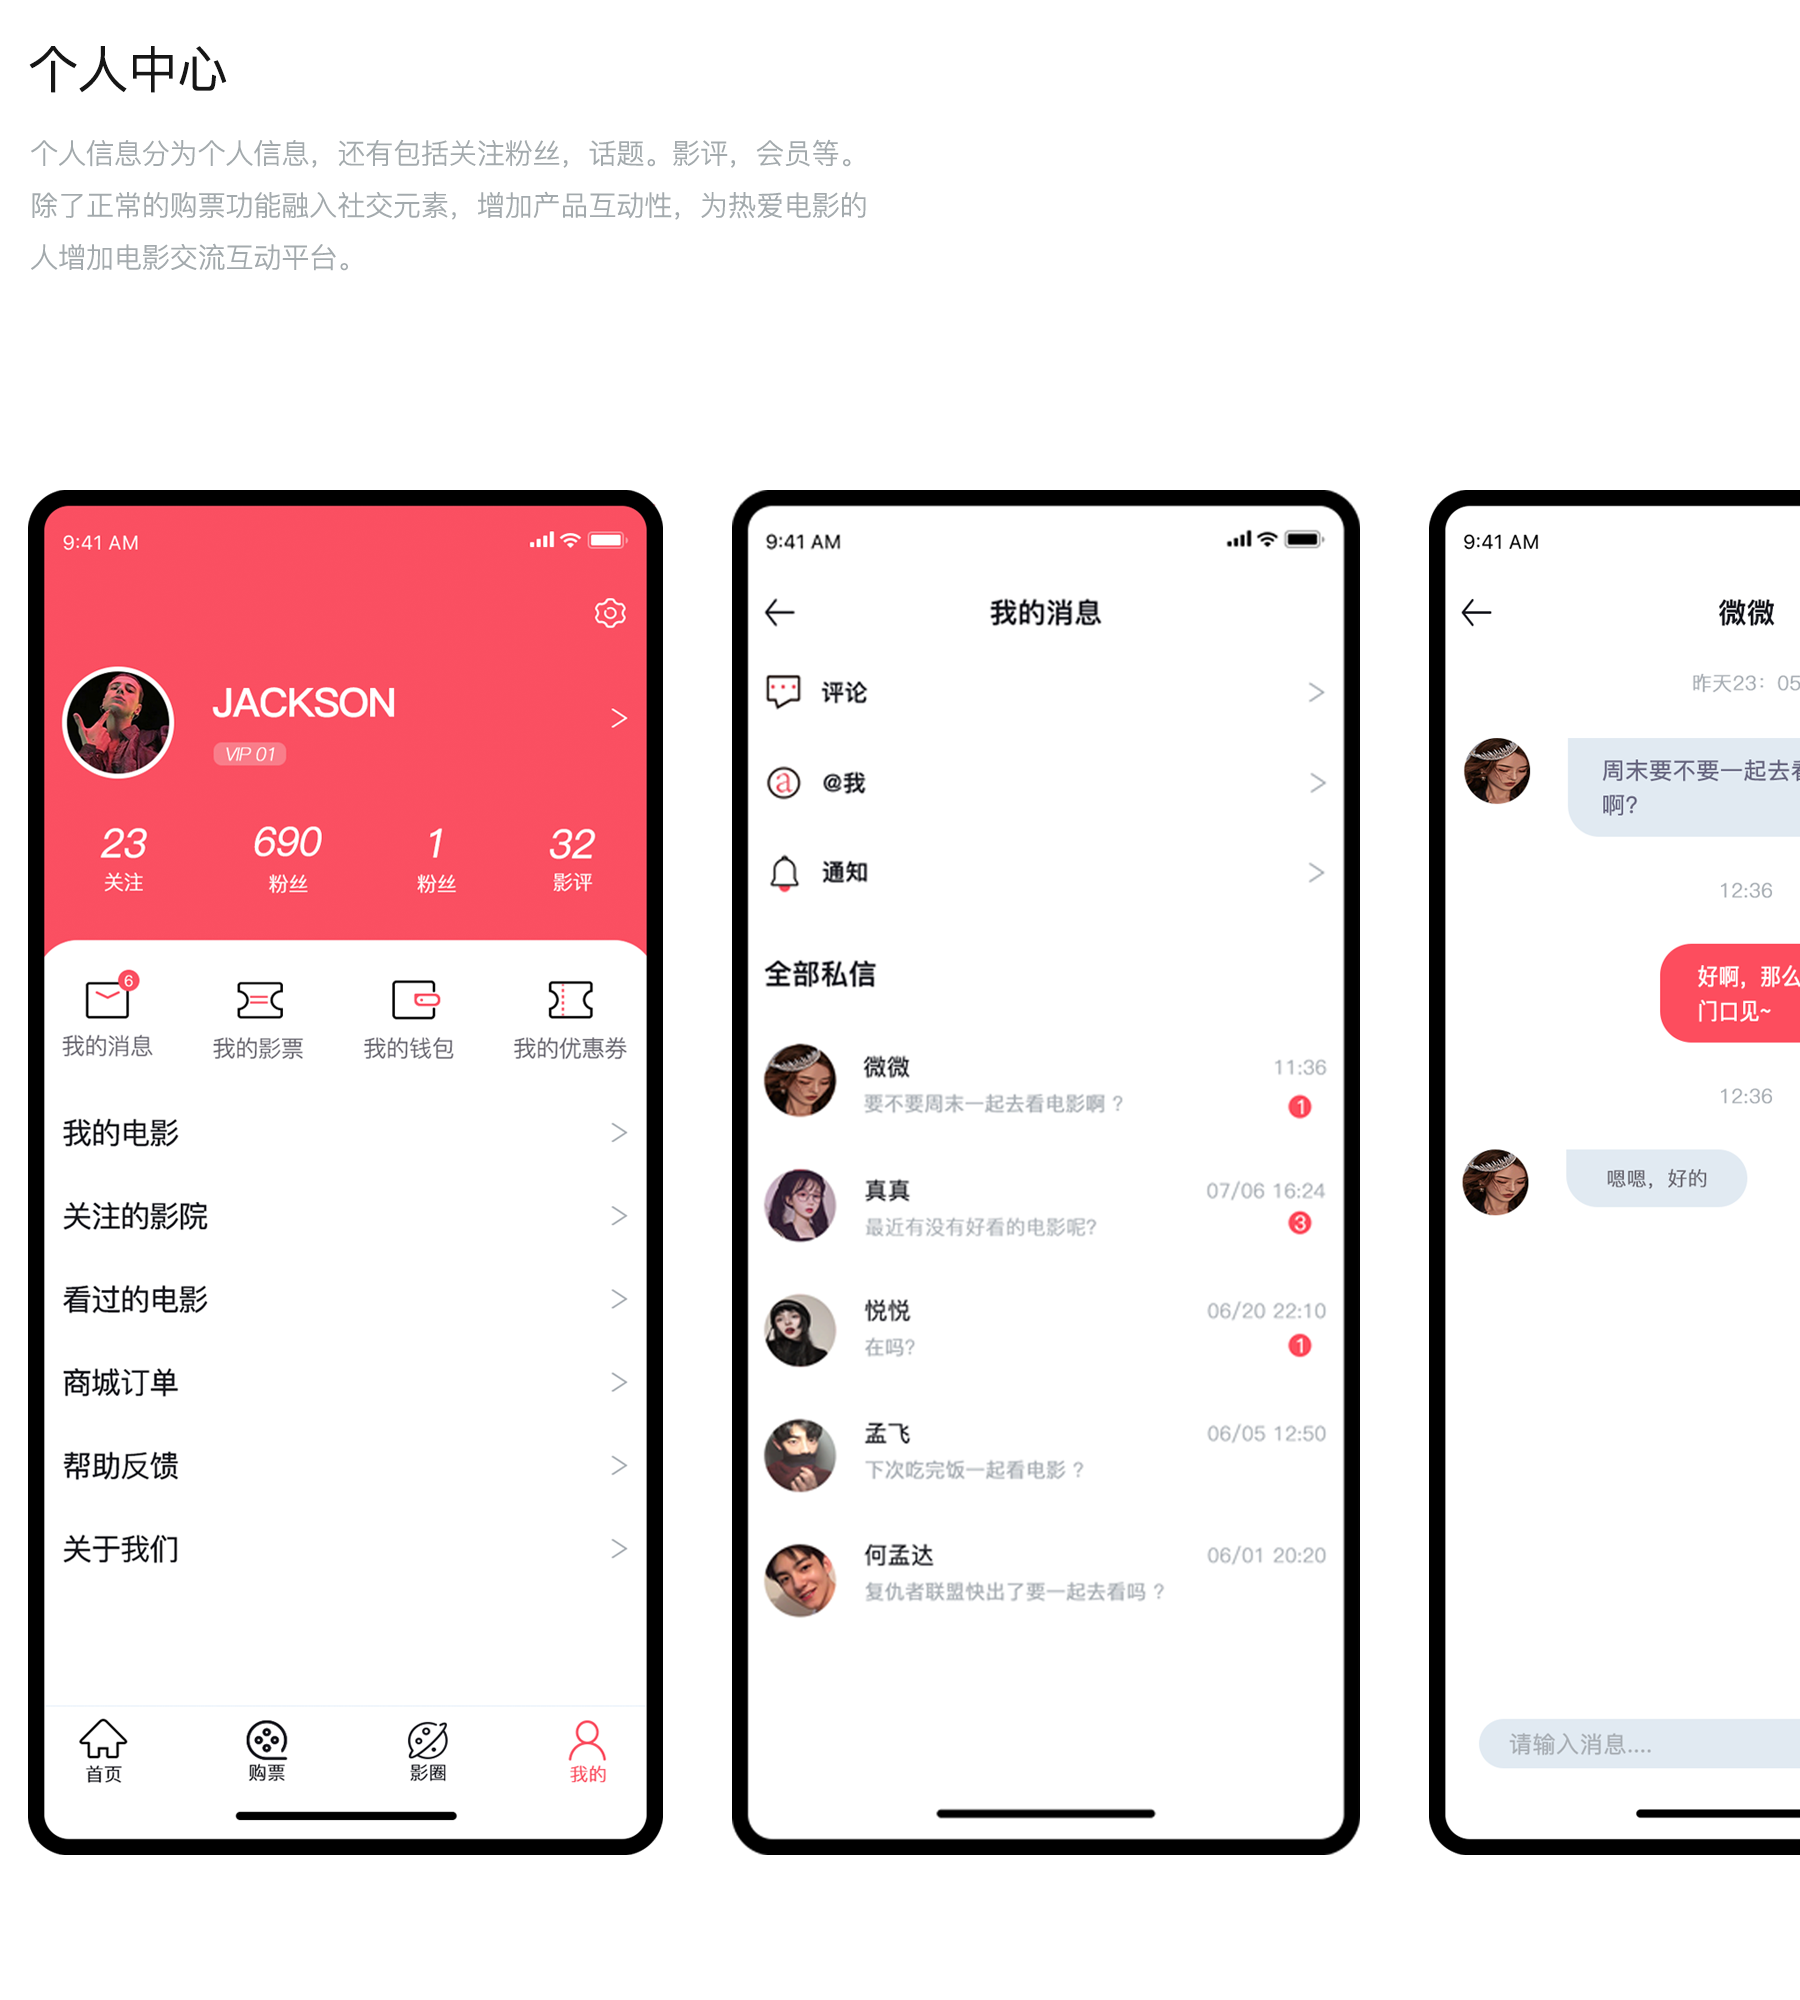 个人中心
个人信息分为个人信息，还有包括关注粉丝，话题。影评，会员等。
除了正常的购票功能融入社交元素，增加产品互动性，为热爱电影的
人增加电影交流互动平台。
9:41 AM
JACKSON
VIP 01
23 690 1 32
关注 粉丝 粉丝 影评
6
我的消息 我的影票 我的钱包 我的优惠券
我的电影
关注的影院
看过的电影
商城订单
帮助反馈
关于我们
首页 购票 影圈 我的
9:41 AM
我的消息
评论
@我
通知
全部私信
微微 11:36
要不要周末一起去看电影啊？ 1
真真 07/06 16:24
最近有没有好看的电影呢? 3
悦悦 06/20 22:10
在吗? 1
孟飞 06/05 12:50
下次吃完饭一起看电影？
何孟达 06/01 20:20
复仇者联盟快出了要一起去看吗？
9:41 AM
微微
昨天23：05
周末要不要一起去看
啊?
12:36
好啊，那么
门口见~
12:36
嗯嗯，好的
请输入消息....